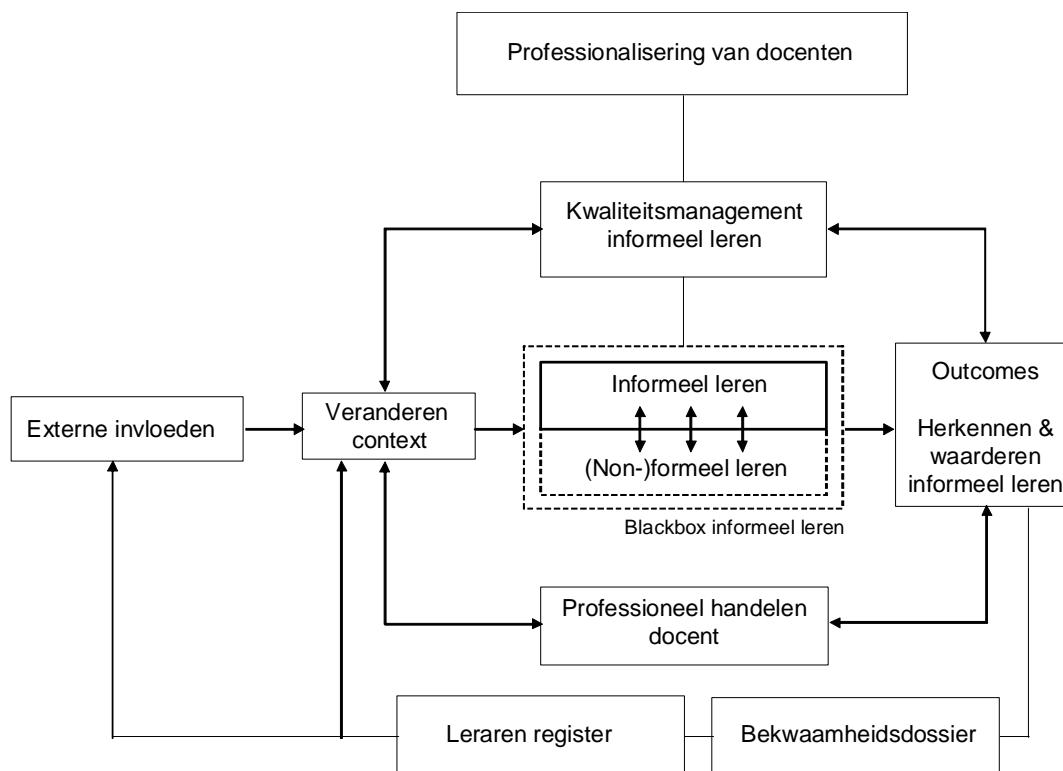 Professionalisering van docenten
Kwaliteitsmanagement
informeel leren
Externe invloeden
Veranderen
context
Informeel leren
(Non-)formeel leren
Blackbox informeel leren
Outcomes
Herkennen &
waarderen
informeel leren
Professioneel handelen
docent
Leraren register
Bekwaamheidsdossier